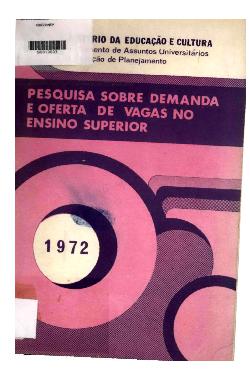 RIO DA EDUCAÇÃO E CULTURA
mento de Assuntos Universitários
ção de Planejamento
PESQUISA SOBRE DEMANDA
E OFERTA DE VAGAS NO
ENSINO SUPERIOR
1972